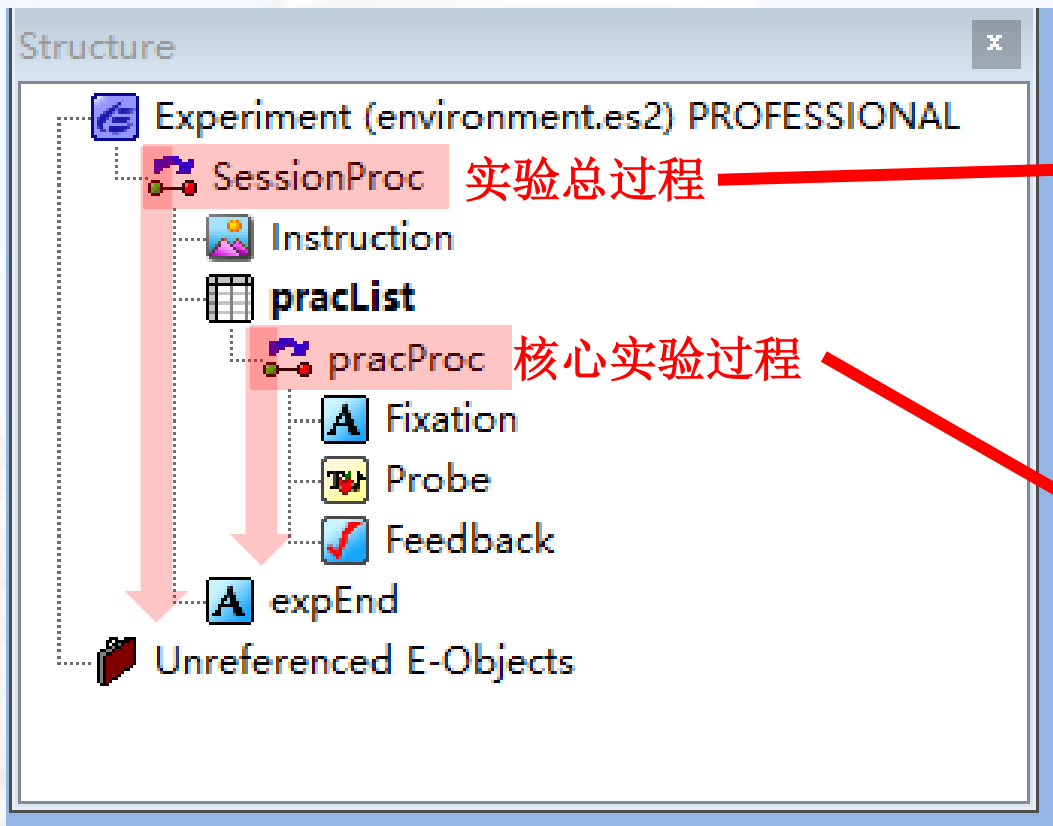 Structure
x
Experiment (environment.es2) PROFESSIONAL
SessionProc 实验总过程
Instruction
pracList
pracProc 核心实验过程
A Fixation
Probe
Feedback
A expEnd
Unreferenced E-Objects